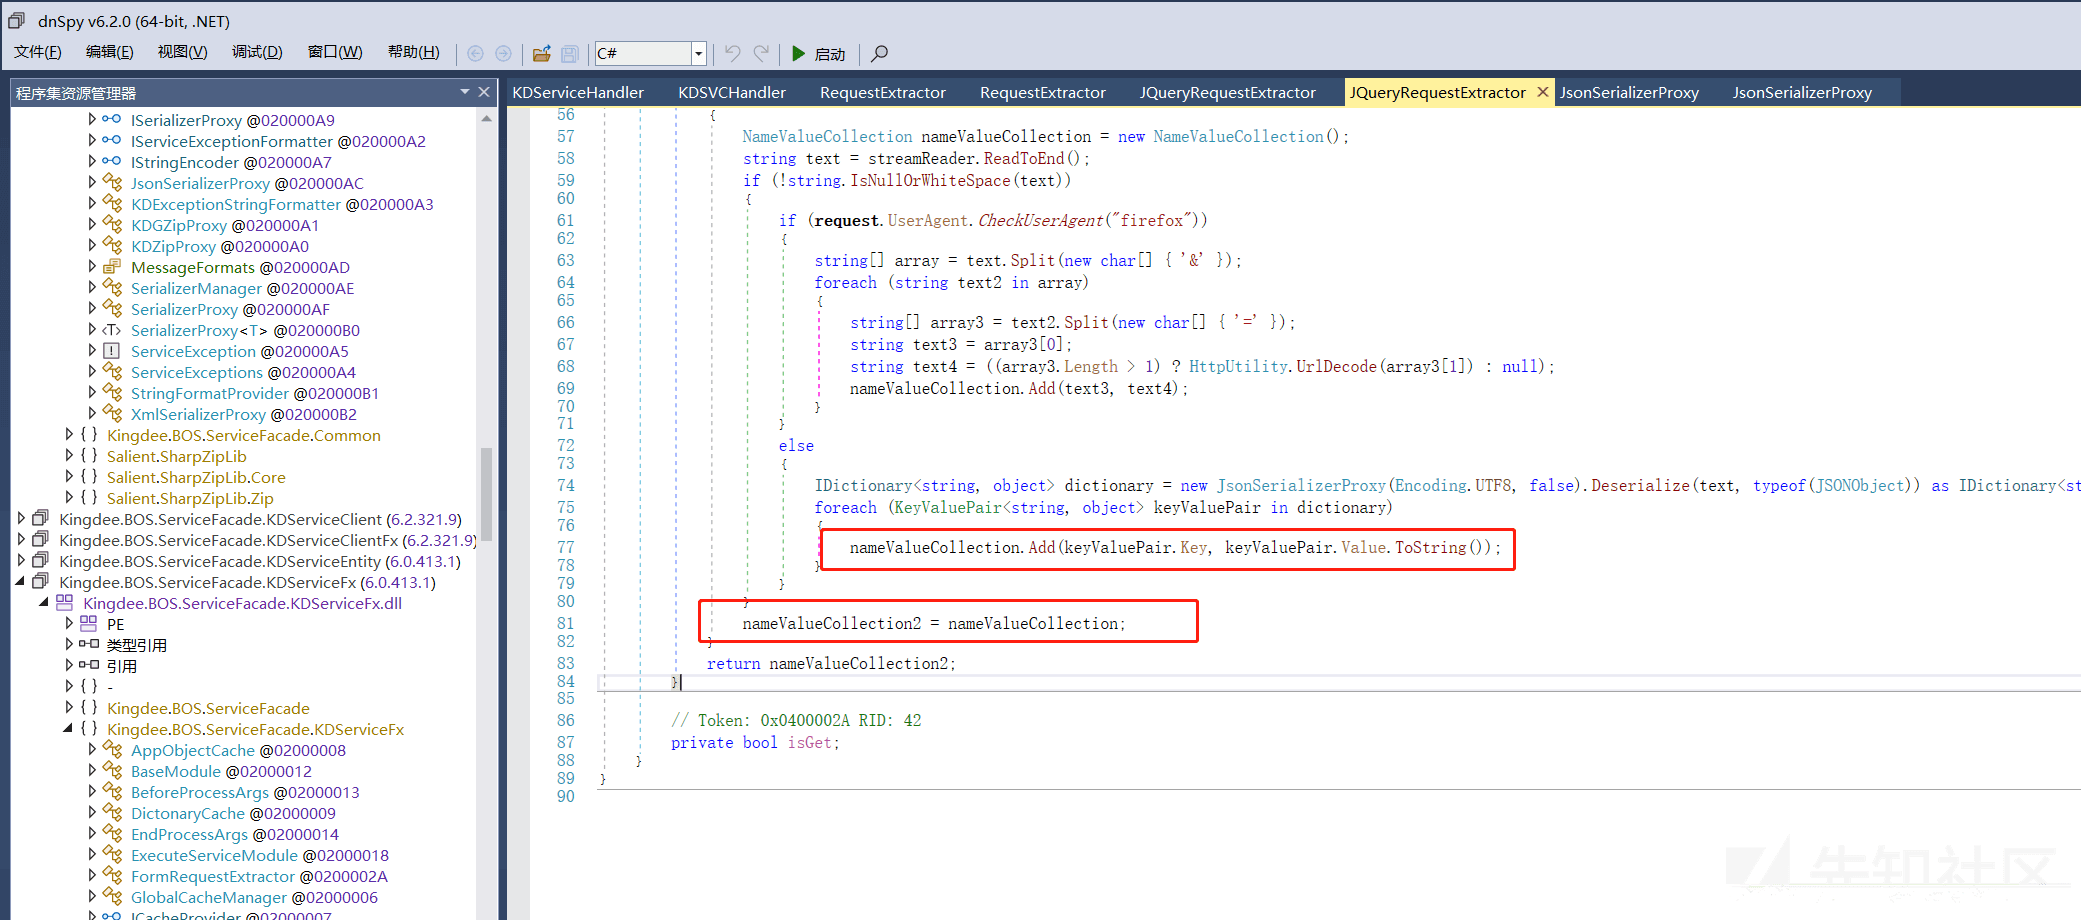 dnSpy v6.2.0 (64-bit, .NET)
文件(F) 编辑(E) 视图(V) 调试(D) 窗口(W) 帮助(H) C# 启动
程序集资源管理器
ISerializerProxy @020000A9
IServiceExceptionFormatter @020000A2
IStringEncoder @020000A7
JsonSerializerProxy @020000AC
KDExceptionStringFormatter @020000A3
KDGZipProxy @020000A1
KDZipProxy @020000A0
MessageFormats @020000AD
SerializerManager @020000AE
SerializerProxy @020000AF
SerializerProxy<T> @020000B0
ServiceException @020000A5
ServiceExceptions @020000A4
StringFormatProvider @020000B1
XmlSerializerProxy @020000B2
{ } Kingdee.BOS.ServiceFacade.Common
{ } Salient.SharpZipLib
{ } Salient.SharpZipLib.Core
{ } Salient.SharpZipLib.Zip
Kingdee.BOS.ServiceFacade.KDServiceClient (6.2.321.9)
Kingdee.BOS.ServiceFacade.KDServiceClientFx (6.2.321.9)
Kingdee.BOS.ServiceFacade.KDServiceEntity (6.0.413.1)
Kingdee.BOS.ServiceFacade.KDServiceFx (6.0.413.1)
Kingdee.BOS.ServiceFacade.KDServiceFx.dll
PE
类型引用
引用
{ } -
{ } Kingdee.BOS.ServiceFacade
{ } Kingdee.BOS.ServiceFacade.KDServiceFx
AppObjectCache @02000008
BaseModule @02000012
BeforeProcessArgs @02000013
DictonaryCache @02000009
EndProcessArgs @02000014
ExecuteServiceModule @02000018
FormRequestExtractor @0200002A
GlobalCacheManager @02000006
ICacheProvider @02000007
KDServiceHandler KDSVCHandler RequestExtractor RequestExtractor JQueryRequestExtractor JQueryRequestExtractor JsonSerializerProxy JsonSerializerProxy
56 {
57 NameValueCollection nameValueCollection = new NameValueCollection();
58 string text = streamReader.ReadToEnd();
59 if (!string.IsNullOrWhiteSpace(text))
60 {
61 if (request.UserAgent.CheckUserAgent("firefox"))
62 {
63 string[] array = text.Split(new char[] { '&' });
64 foreach (string text2 in array)
65 {
66 string[] array3 = text2.Split(new char[] { '=' });
67 string text3 = array3[0];
68 string text4 = ((array3.Length > 1) ? HttpUtility.UrlDecode(array3[1]) : null);
69 nameValueCollection.Add(text3, text4);
70 }
71 }
72 else
73 {
74 IDictionary<string, object> dictionary = new JsonSerializerProxy(Encoding.UTF8, false).Deserialize(text, typeof(JSONObject)) as IDictionary<st
75 foreach (KeyValuePair<string, object> keyValuePair in dictionary)
76 {
77 nameValueCollection.Add(keyValuePair.Key, keyValuePair.Value.ToString());
78 }
79 }
80 }
81 nameValueCollection2 = nameValueCollection;
82 }
83 return nameValueCollection2;
84 }
85
86 // Token: 0x0400002A RID: 42
87 private bool isGet;
88 }
89 }
90
先知社区